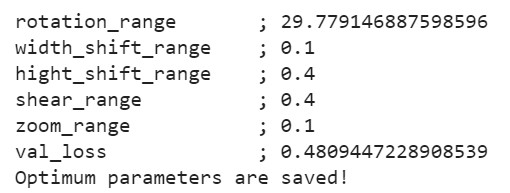 rotation_range ; 29.779146887598596
width_shift_range ; 0.1
hight_shift_range ; 0.4
shear_range ; 0.4
zoom_range ; 0.1
val_loss ; 0.4809447228908539
Optimum parameters are saved!